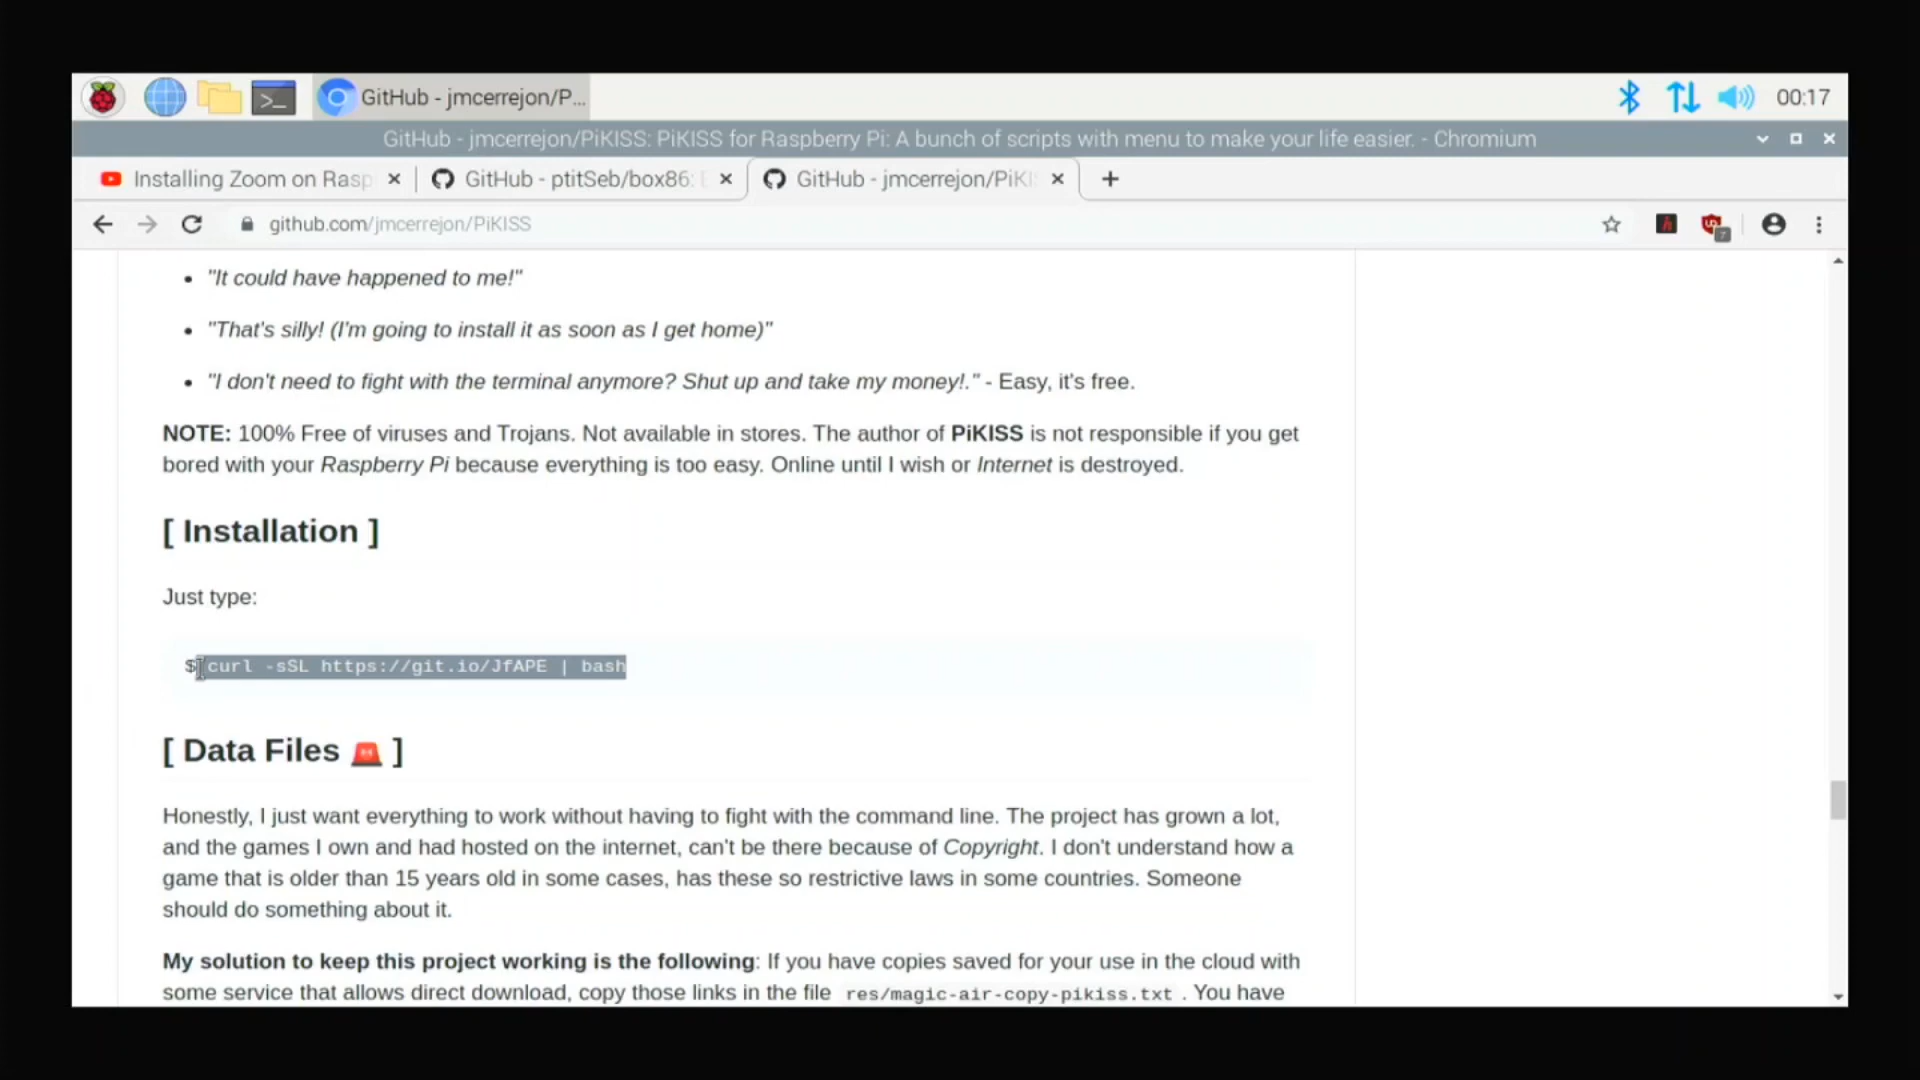 GitHub - jmcerrejon/P...
00:17
GitHub - jmcerrejon/PiKISS: PiKISS for Raspberry Pi: A bunch of scripts with menu to make your life easier. - Chromium
Installing Zoom on Rasp
GitHub - ptitSeb/box86: E
GitHub - jmcerrejon/PiKI
github.com/jmcerrejon/PiKISS
7
• "It could have happened to me!"
• "That's silly! (I'm going to install it as soon as I get home)"
• "I don't need to fight with the terminal anymore? Shut up and take my money!." - Easy, it's free.
NOTE: 100% Free of viruses and Trojans. Not available in stores. The author of PiKISS is not responsible if you get
bored with your Raspberry Pi because everything is too easy. Online until I wish or Internet is destroyed.
[ Installation ]
Just type:
$ curl -sSL https://git.io/JfAPE | bash
[ Data Files 🚨 ]
Honestly, I just want everything to work without having to fight with the command line. The project has grown a lot,
and the games I own and had hosted on the internet, can't be there because of Copyright. I don't understand how a
game that is older than 15 years old in some cases, has these so restrictive laws in some countries. Someone
should do something about it.
My solution to keep this project working is the following: If you have copies saved for your use in the cloud with
some service that allows direct download, copy those links in the file res/magic-air-copy-pikiss.txt . You have